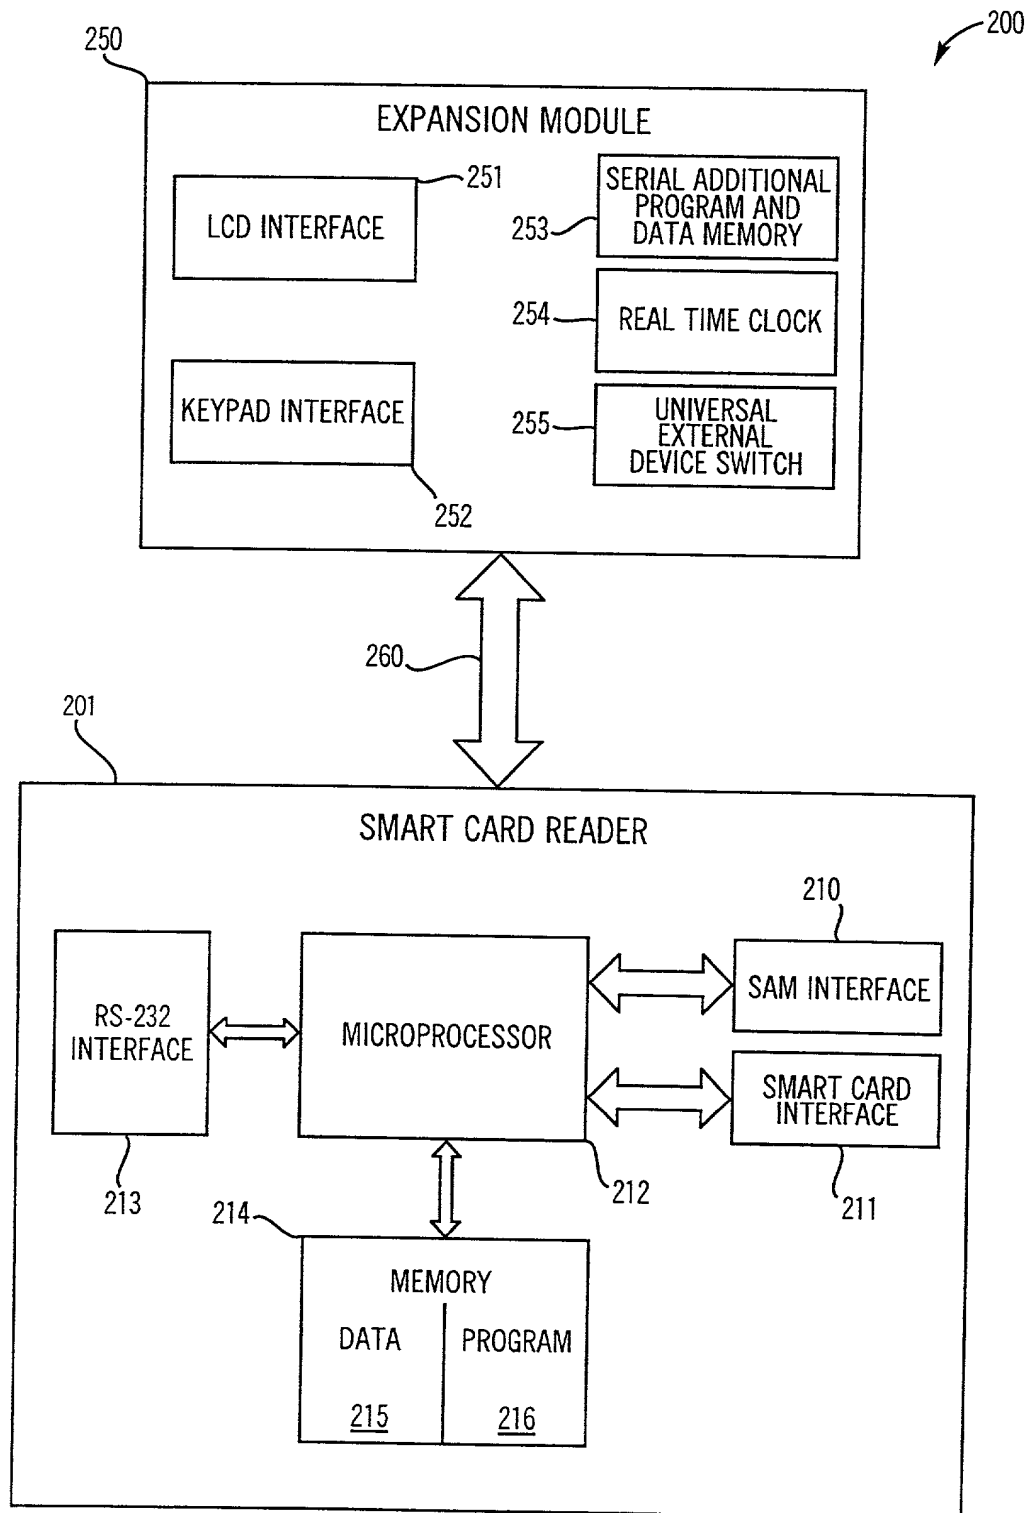 200
250
EXPANSION MODULE
251
LCD INTERFACE
253
SERIAL ADDITIONAL
PROGRAM AND
DATA MEMORY
254
REAL TIME CLOCK
KEYPAD INTERFACE
252
255
UNIVERSAL
EXTERNAL
DEVICE SWITCH
260
201
SMART CARD READER
210
RS-232
INTERFACE
213
MICROPROCESSOR
212
SAM INTERFACE
SMART CARD
INTERFACE
211
214
MEMORY
DATA
PROGRAM
215
216